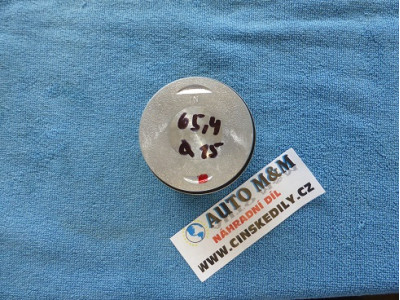 65,4
Q 15
AUTO M&M
NÁHRADNÍ DÍL
WWW.CINSKEDILY.CZ